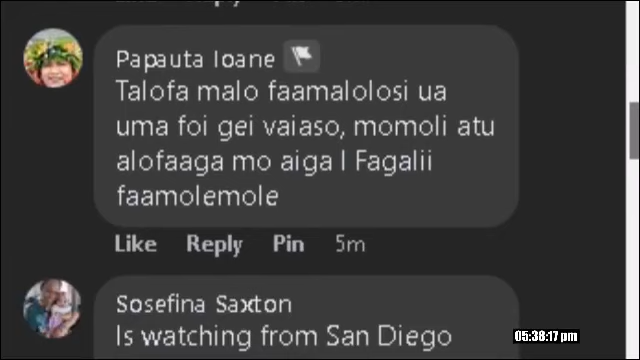 Papauta Ioane
Talofa malo faamalolosi ua
uma foi gei vaiaso, momoli atu
alofaaga mo aiga I Fagalii
faamolemole
Like Reply Pin 5m
Sosefina Saxton
Is watching from San Diego
05:38:17 pm